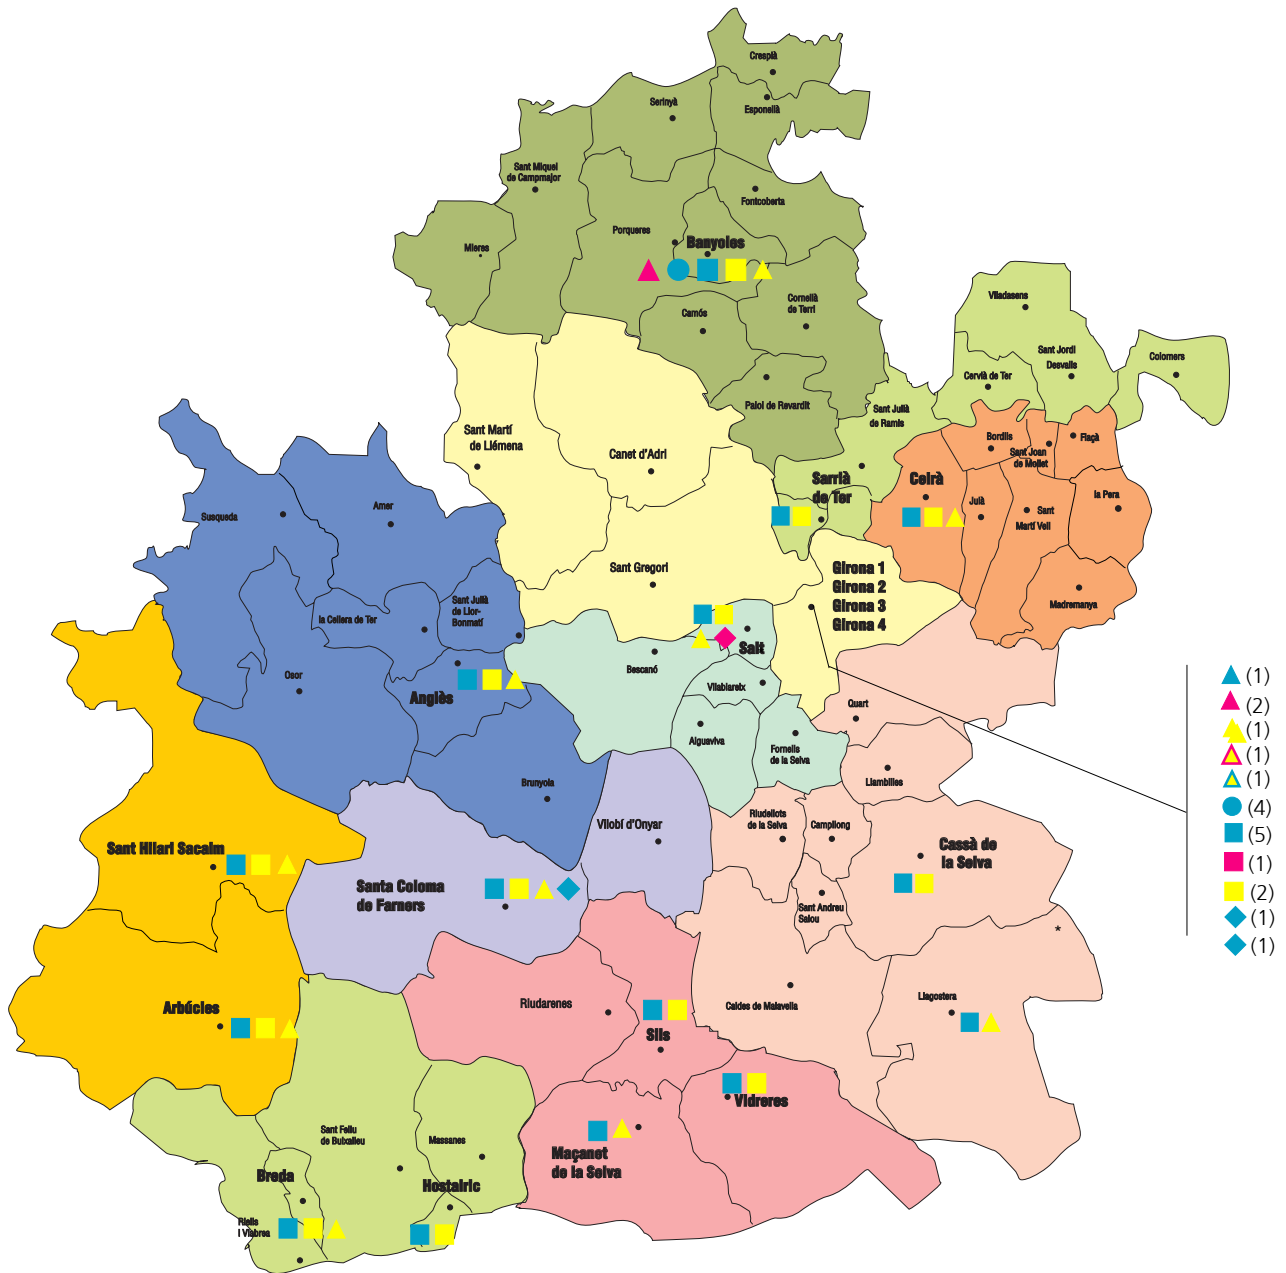 Crespià
Serinyà
Esponellà
Sant Miquel
de Campmajor
Fontcoberta
Porqueres
Banyoles
Mieres
Cornellà
de Terri
Camós
Viladasens
Sant Jordi
Desvalls
Colomers
Cervià de Ter
Palol de Revardit
Sant Julià
de Ramis
Sant Martí
de Llémena
Canet d'Adri
Bordils
Sant Joan
de Mollet
Flaçà
Sarrià
de Ter
Celrà
Juià
Sant
Martí Vell
la Pera
Susqueda
Amer
Sant Gregori
Girona 1
Girona 2
Girona 3
Girona 4
Madremanya
Sant Julià
de Llor-
Bonmatí
la Cellera de Ter
Salt
Bescanó
Vilablareix
Osor
Anglès
Quart
Aiguaviva
Fornells
de la Selva
Llambilles
Brunyola
Vilobí d'Onyar
Riudellots
de la Selva
Campllong
Cassà de
la Selva
Sant Hilari Sacalm
Santa Coloma
de Farners
Sant Andreu
Salou
*
Arbúcies
Riudarenes
Sils
Caldes de Malavella
Llagostera
Vidreres
Sant Feliu
de Buixalleu
Massanes
Maçanet
de la Selva
Breda
Hostalric
Riells
i Viabrea
(1)
(2)
(1)
(1)
(1)
(4)
(5)
(1)
(2)
(1)
(1)